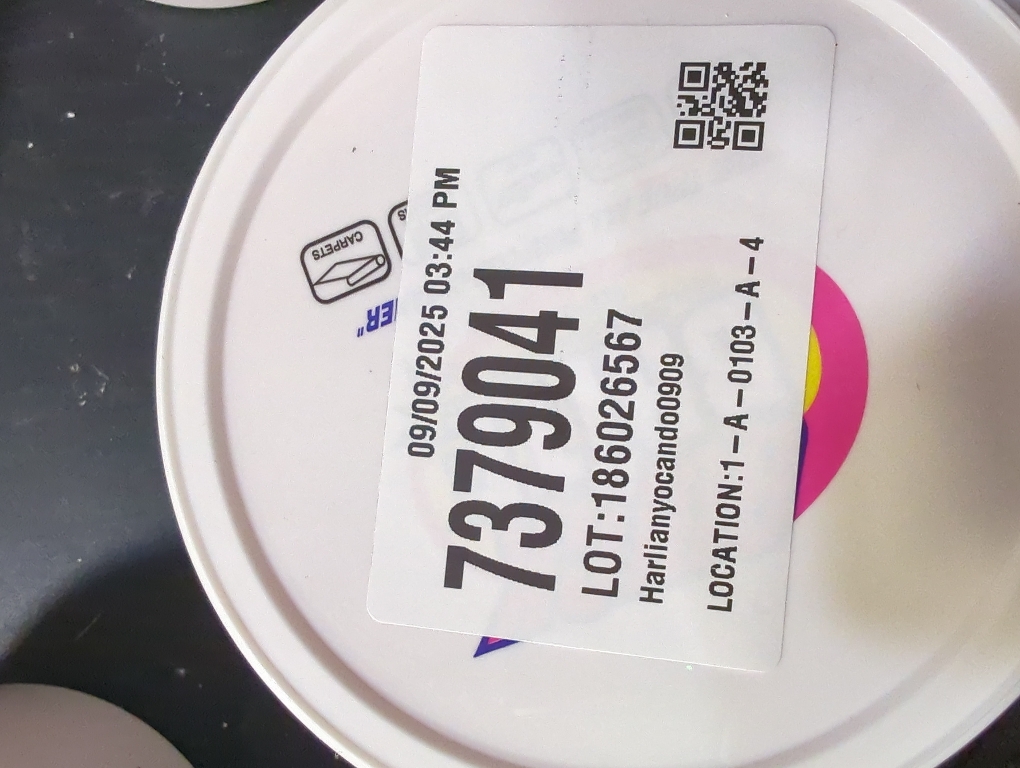 09/09/2025 03:44 PM
7379041
LOT:186026567
Harlianyocando0909
LOCATION:1-A-0103-A-4
CARPETS